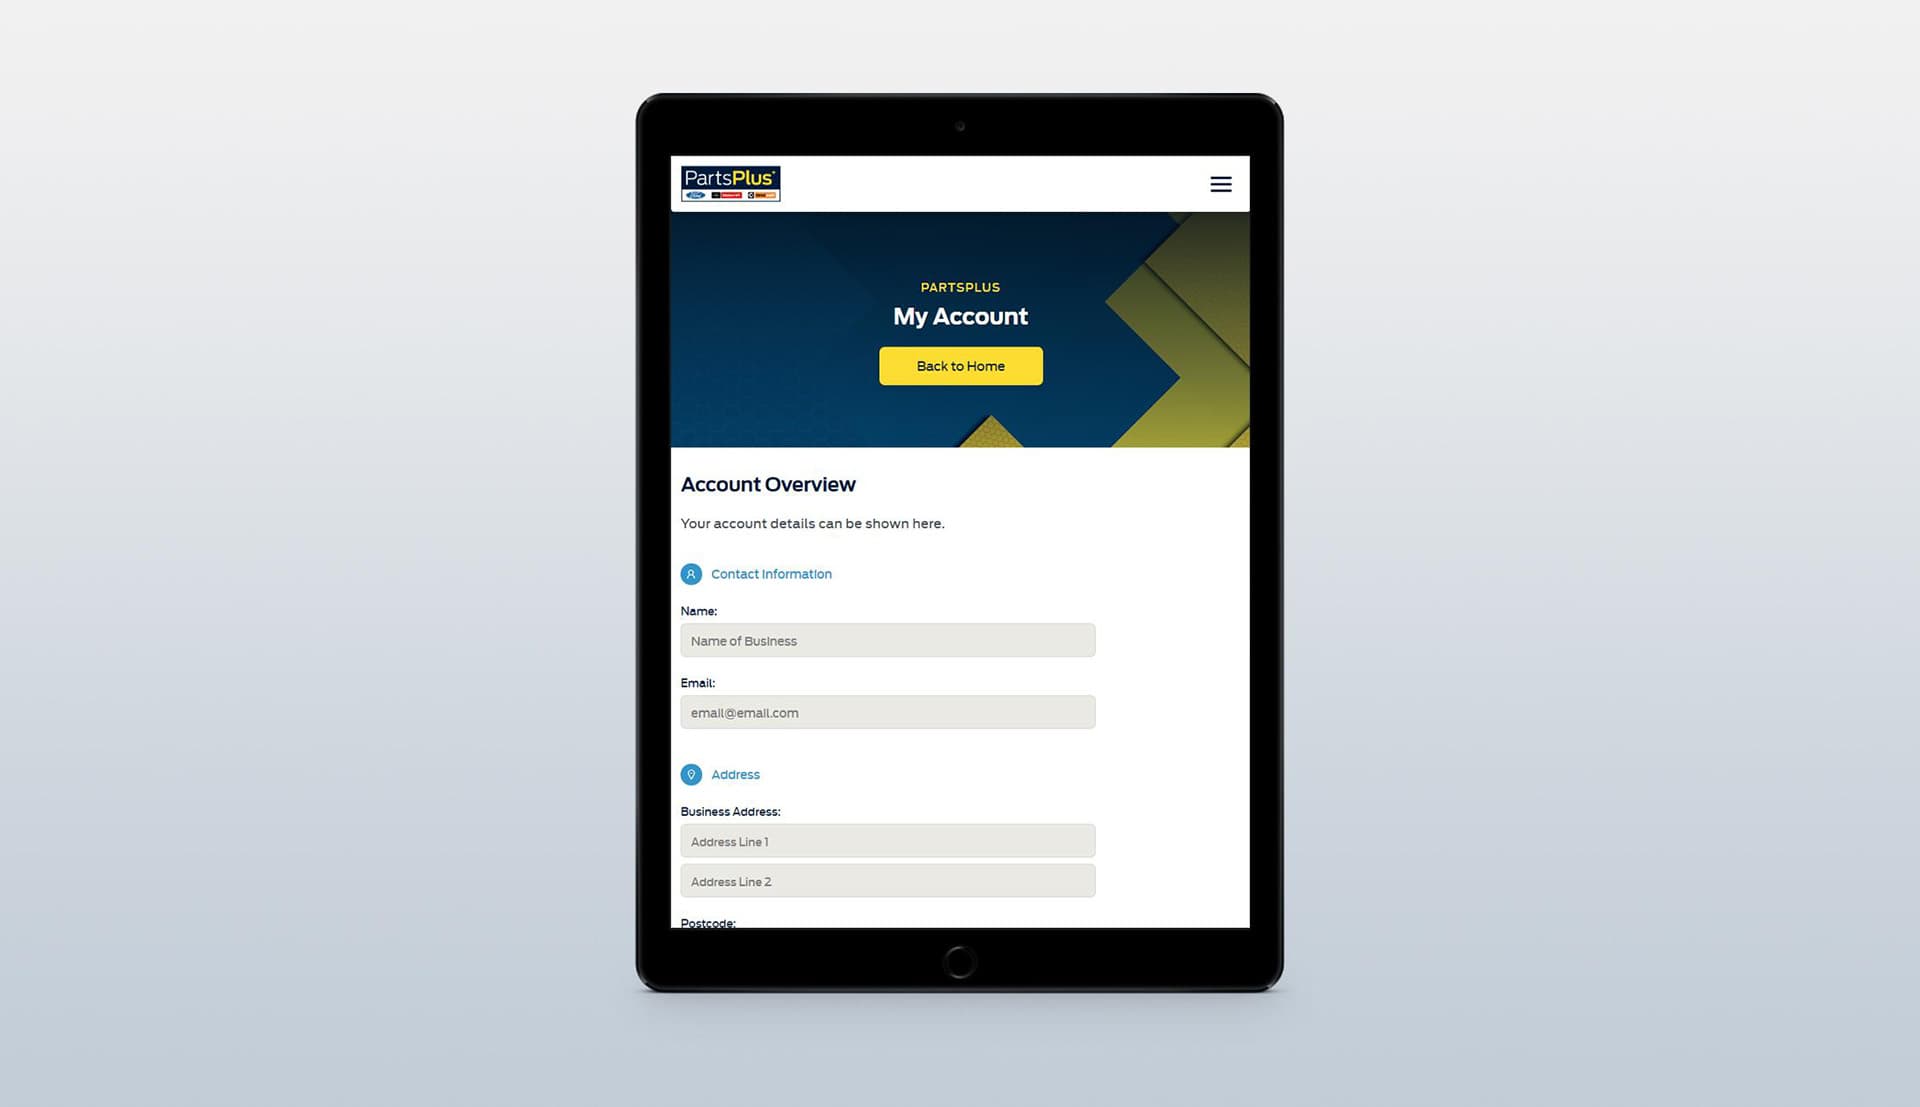 PartsPlus
Ford
PARTSPLUS
My Account
Back to Home
Account Overview
Your account details can be shown here.
Contact Information
Name:
Name of Business
Email:
email@email.com
Address
Business Address:
Address Line 1
Address Line 2
Postcode: